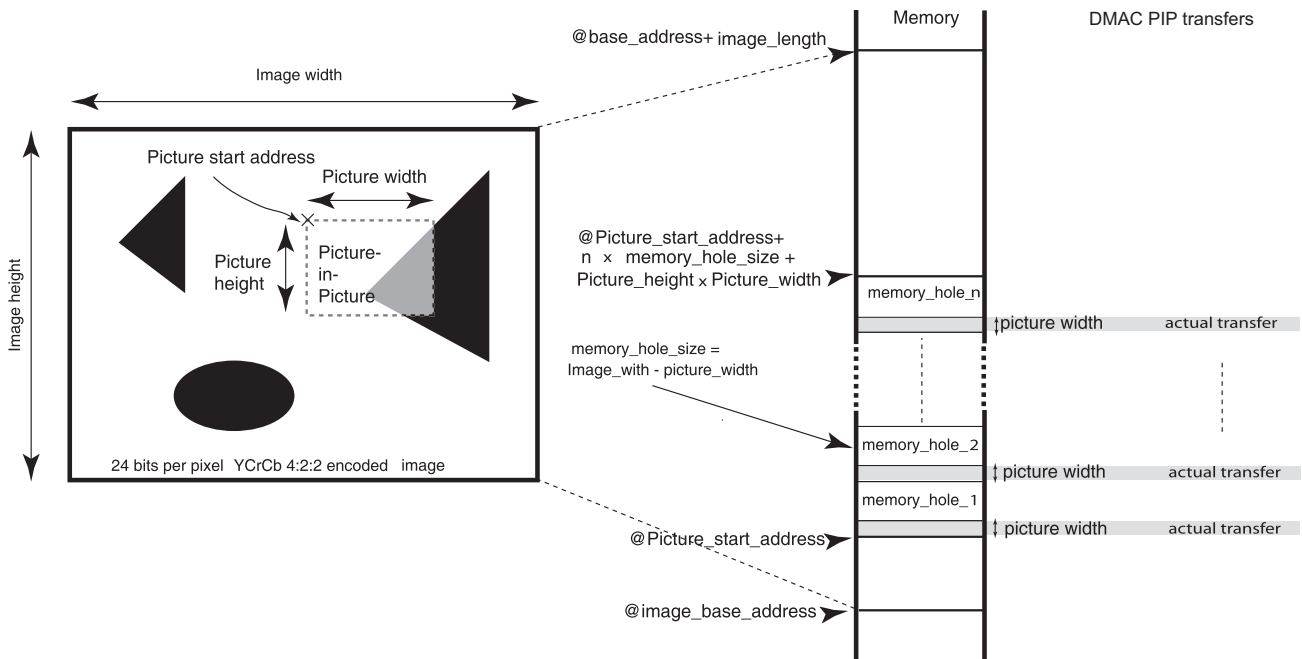 Memory
DMAC PIP transfers
@base_address+ image_length
Image width
Picture start address
Picture width
Image height
Picture
height
Picture-
in-
Picture
@Picture_start_address+
n x memory_hole_size +
Picture_height x Picture_width
memory_hole_n
picture width
actual transfer
memory_hole_size =
Image_with - picture_width
memory_hole_2
picture width
actual transfer
memory_hole_1
24 bits per pixel YCrCb 4:2:2 encoded image
picture width
actual transfer
@Picture_start_address
@image_base_address